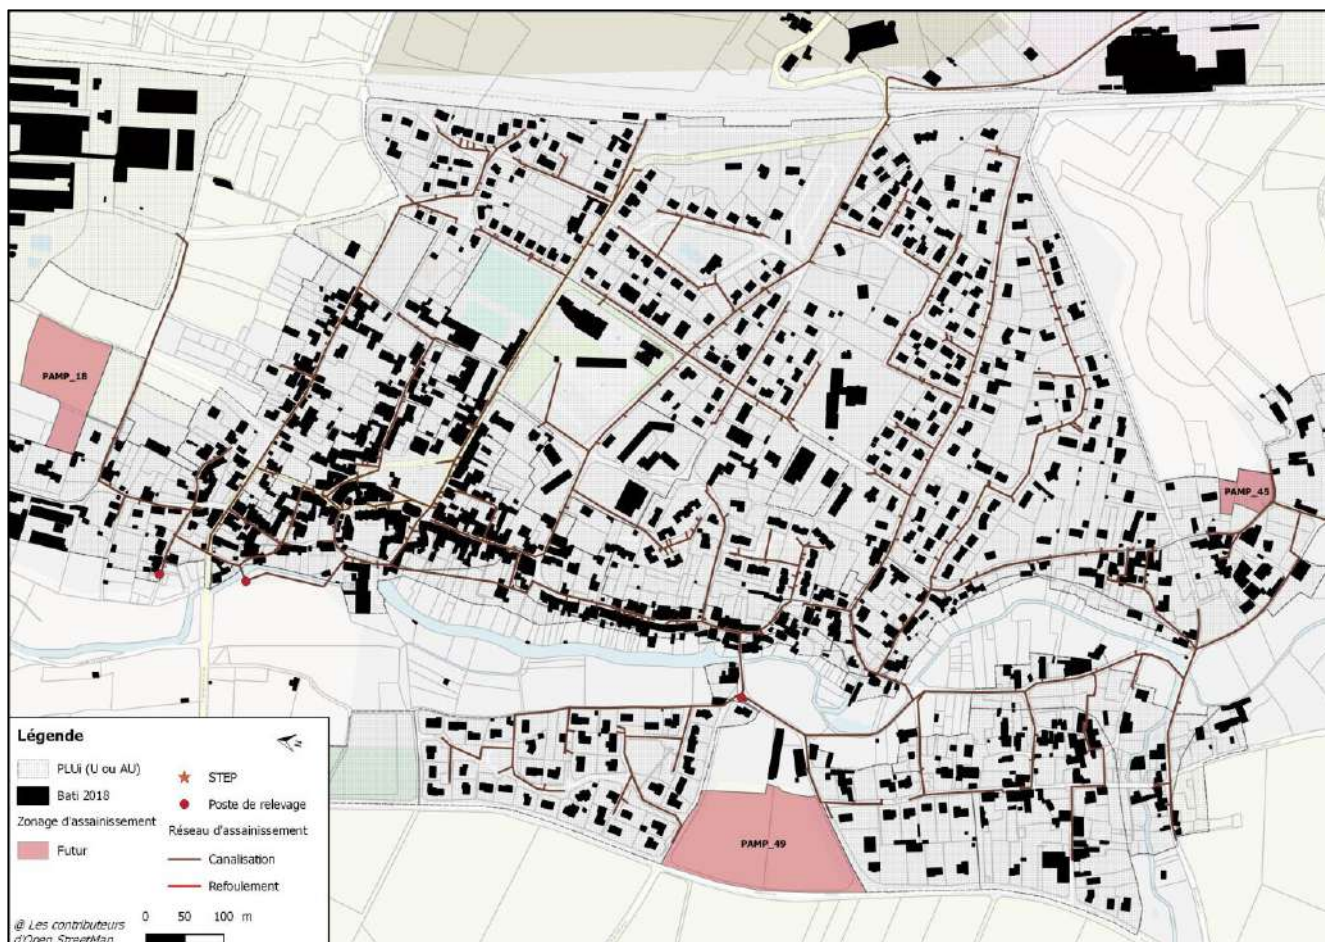 PAMP_18
PAMP_45
PAMP_49
Légende
PLUi (U ou AU)
Bati 2018
Zonage d'assainissement
Futur
STEP
Poste de relevage
Réseau d'assainissement
Canalisation
Refoulement
@ Les contributeurs
d'Open StreetMap
0 50 100 m